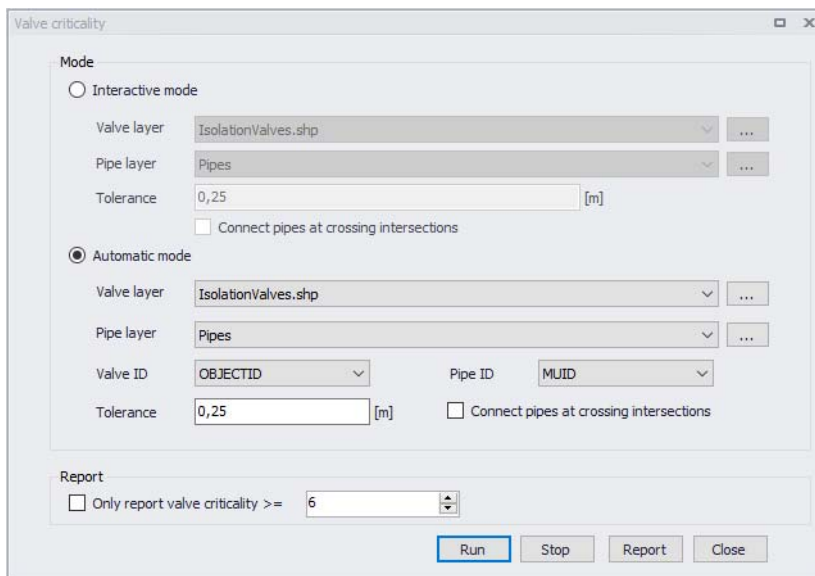 Valve criticality
Mode
Interactive mode
Valve layer IsolationValves.shp ...
Pipe layer Pipes ...
Tolerance 0,25 [m]
Connect pipes at crossing intersections
Automatic mode
Valve layer IsolationValves.shp ...
Pipe layer Pipes ...
Valve ID OBJECTID Pipe ID MUID
Tolerance 0,25 [m] Connect pipes at crossing intersections
Report
Only report valve criticality >= 6
Run Stop Report Close